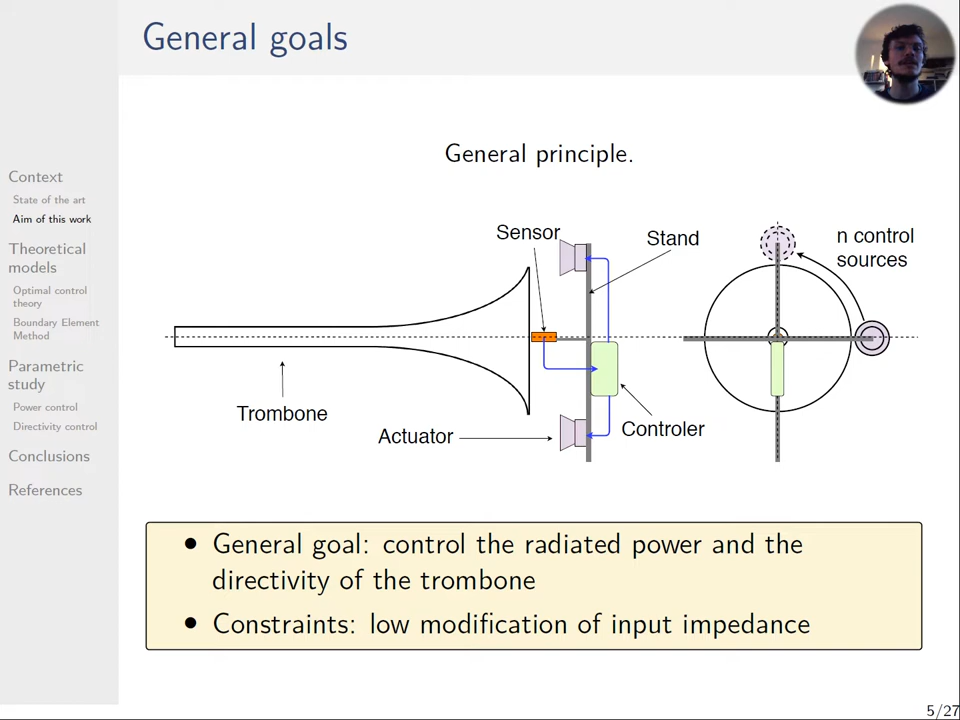 General goals
Context
State of the art
Aim of this work
Theoretical
models
Optimal control
theory
Boundary Element
Method
Parametric
study
Power control
Directivity control
Conclusions
References
General principle.
Sensor
Stand
n control
sources
Trombone
Actuator
Controler
• General goal: control the radiated power and the
directivity of the trombone
• Constraints: low modification of input impedance
5/27